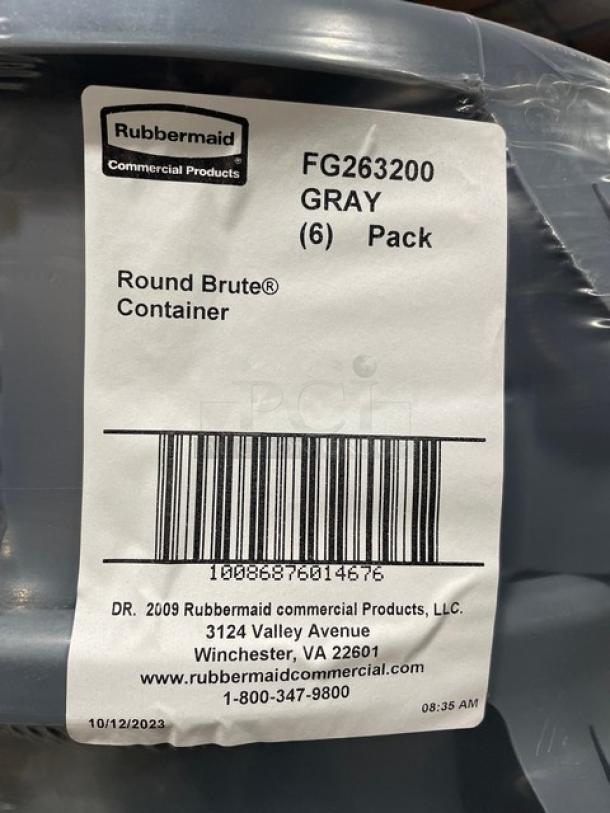 Rubbermaid
Commercial Products®
FG263200
GRAY
(6) Pack
Round Brute®
Container
PCI
10086876014676
DR. 2009 Rubbermaid commercial Products, LLC.
3124 Valley Avenue
Winchester, VA 22601
www.rubbermaidcommercial.com
1-800-347-9800
10/12/2023
08:35 AM